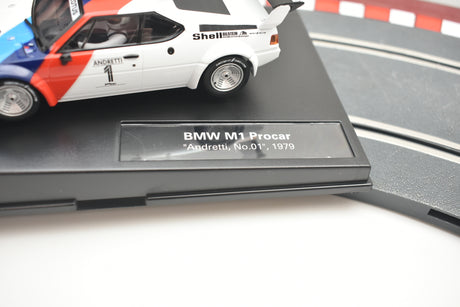 Shell
ANDRETTI
1
BMW M1 Procar
"Andretti, No.01", 1979